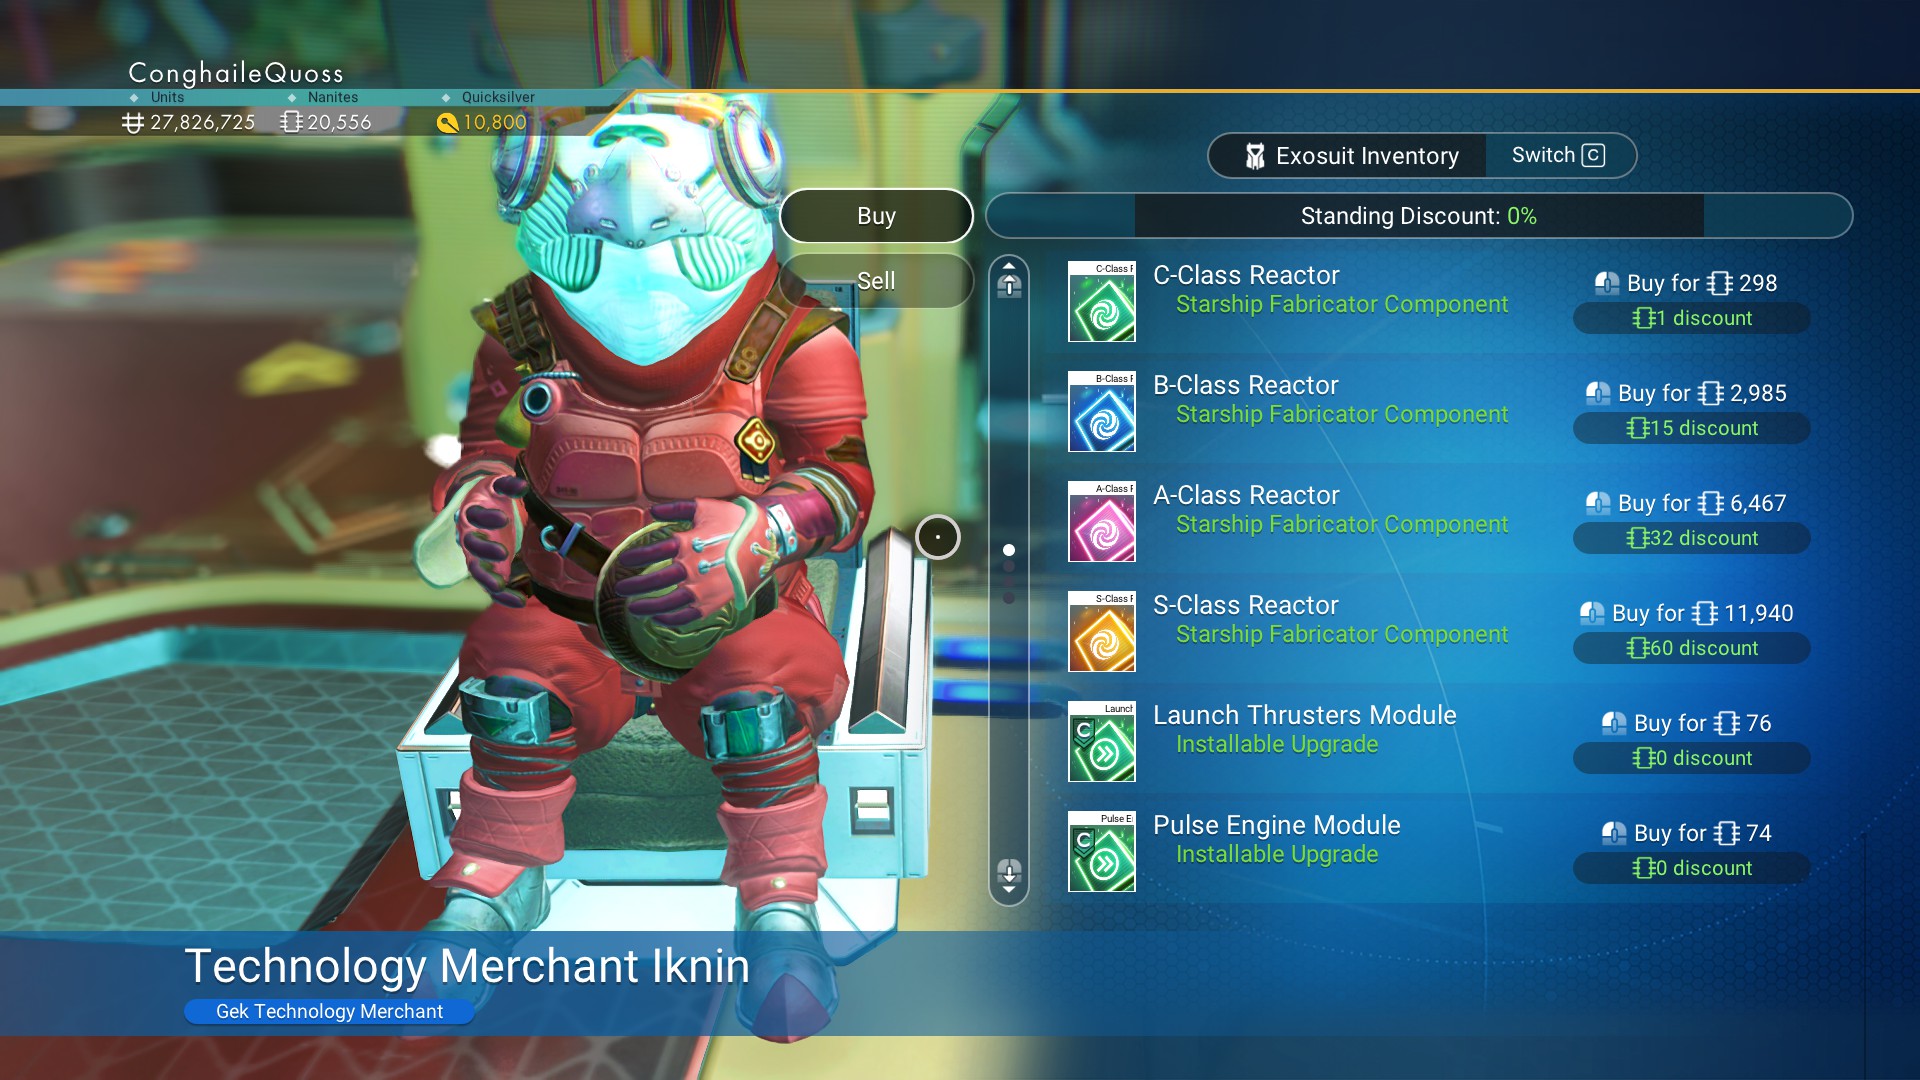 ConghaileQuoss
Units Nanites Quicksilver
27,826,725 20,556 10,800
Exosuit Inventory Switch C
Buy
Sell
Standing Discount: 0%
C-Class Reactor
Starship Fabricator Component
Buy for 298
1 discount
B-Class Reactor
Starship Fabricator Component
Buy for 2,985
15 discount
A-Class Reactor
Starship Fabricator Component
Buy for 6,467
32 discount
S-Class Reactor
Starship Fabricator Component
Buy for 11,940
60 discount
C
Launch Thrusters Module
Installable Upgrade
Buy for 76
0 discount
C
Pulse Engine Module
Installable Upgrade
Buy for 74
0 discount
Technology Merchant Iknin
Gek Technology Merchant